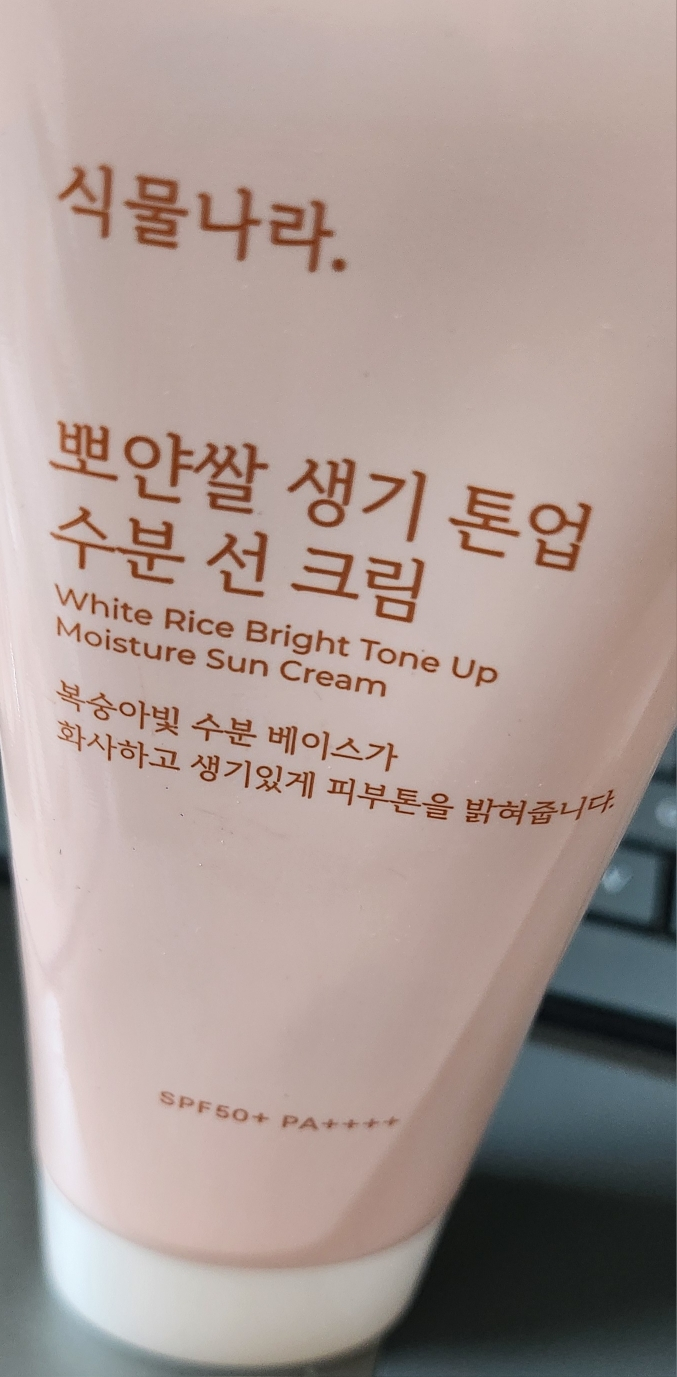 식물나라.
뽀얀쌀 생기 톤업
수분 선 크림
White Rice Bright Tone Up
Moisture Sun Cream
복숭아빛 수분 베이스가
화사하고 생기있게 피부톤을 밝혀줍니다.
SPF50+ PA++++